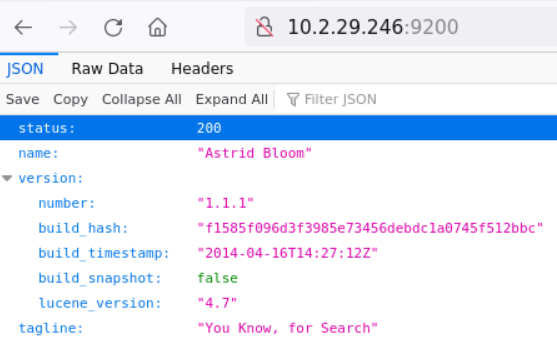 10.2.29.246:9200
JSON Raw Data Headers
Save Copy Collapse All Expand All Filter JSON
status: 200
name: "Astrid Bloom"
version:
number: "1.1.1"
build_hash: "f1585f096d3f3985e73456debdc1a0745f512bbc"
build_timestamp: "2014-04-16T14:27:12Z"
build_snapshot: false
lucene_version: "4.7"
tagline: "You Know, for Search"